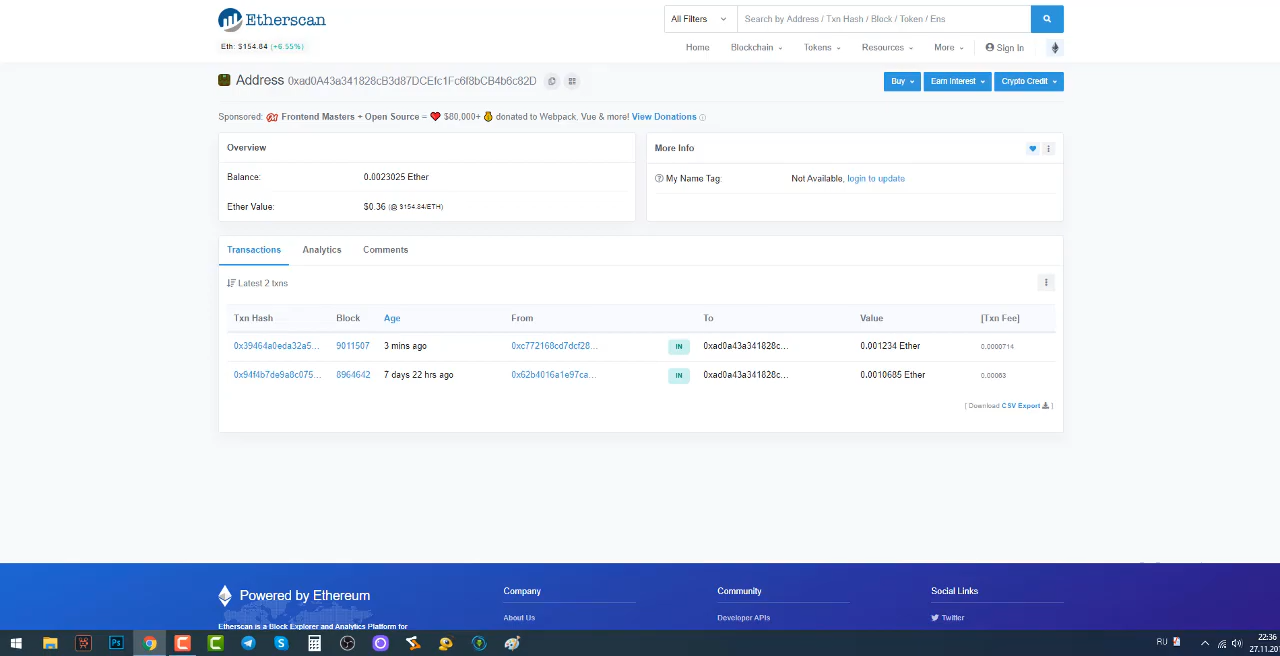 Etherscan
All Filters
Search by Address / Txn Hash / Block / Token / Ens
Eth: $154.84 (+6.55%)
Home Blockchain Tokens Resources More Sign In
Address 0xad0A43a341828cB3d87DCEfc1Fc6f8bCB4b6c82D
Buy Earn Interest Crypto Credit
Sponsored: Frontend Masters + Open Source = ❤ $80,000+ donated to Webpack, Vue & more! View Donations
Overview
Balance: 0.0023025 Ether
Ether Value: $0.36 (@ $154.84/ETH)
More Info
My Name Tag: Not Available, login to update
Transactions Analytics Comments
Latest 2 txns
Txn Hash Block Age From To Value [Txn Fee]
0x39464a0eda32a5... 9011507 3 mins ago 0xc772168cd7dcf28... IN 0xad0a43a341828c... 0.001234 Ether 0.0000714
0x94f4b7de9a8c075... 8964642 7 days 22 hrs ago 0x62b4016a1e97ca... IN 0xad0a43a341828c... 0.0010685 Ether 0.00063
[ Download CSV Export ]
Powered by Ethereum
Etherscan is a Block Explorer and Analytics Platform for
Company
About Us
Community
Developer APIs
Social Links
Twitter
Ps
RU
22:36
27.11.20